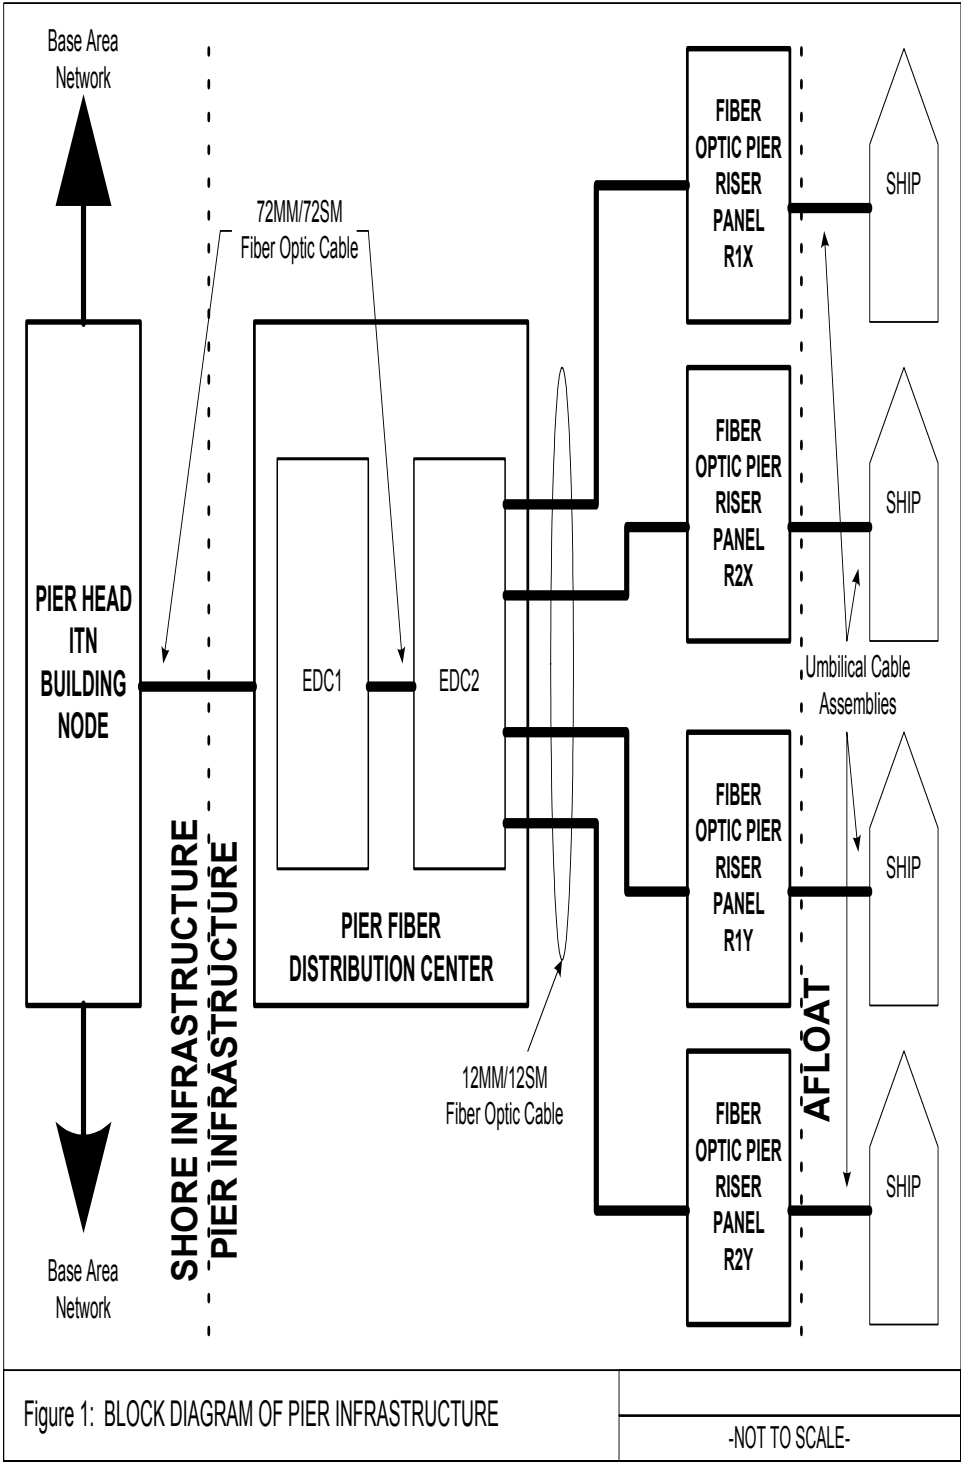 Base Area
Network
72MM/72SM
Fiber Optic Cable
FIBER
OPTIC PIER
RISER
PANEL
R1X
SHIP
FIBER
OPTIC PIER
RISER
PANEL
R2X
SHIP
PIER HEAD
ITN
BUILDING
NODE
EDC1
EDC2
Umbilical Cable
Assemblies
FIBER
OPTIC PIER
RISER
PANEL
R1Y
SHIP
PIER FIBER
DISTRIBUTION CENTER
SHORE INFRASTRUCTURE
PIER INFRASTRUCTURE
AFLOAT
12MM/12SM
Fiber Optic Cable
FIBER
OPTIC PIER
RISER
PANEL
R2Y
SHIP
Base Area
Network
Figure 1: BLOCK DIAGRAM OF PIER INFRASTRUCTURE
-NOT TO SCALE-